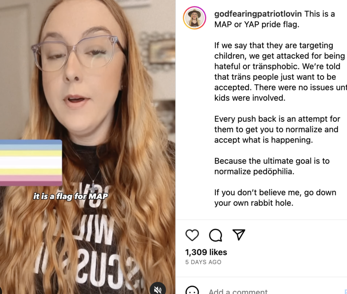 godfearingpatriotlovin This is a
MAP or YAP pride flag.
If we say that they are targeting
children, we get attacked for being
hateful or tränsphobic. We're told
that träns people just want to be
accepted. There were no issues unt
kids were involved.
Every push back is an attempt for
them to get you to normalize and
accept what is happening.
Because the ultimate goal is to
normalize pedöphilia.
If you don't believe me, go down
your own rabbit hole.
it is a flag for MAP
WILL
1,309 likes
5 DAYS AGO
Add a comment